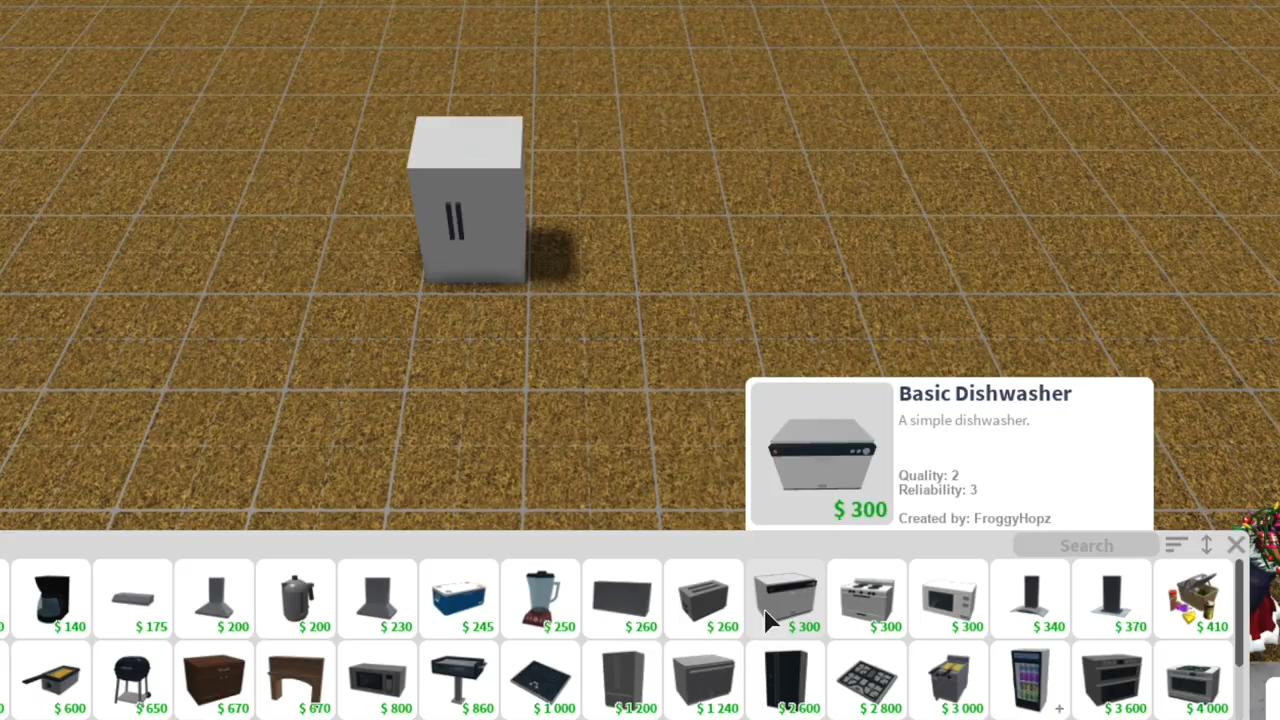 Basic Dishwasher
A simple dishwasher.
Quality: 2
Reliability: 3
$ 300
Created by: FroggyHopz
Search
0 $ 140 $ 175 $ 200 $ 200 $ 230 $ 245 $ 250 $ 260 $ 260 $ 300 $ 300 $ 300 $ 340 $ 370 $ 410
0 $ 600 $ 650 $ 670 $ 670 $ 800 $ 860 $ 1 000 $ 1 200 $ 1 240 $ 2 600 $ 2 800 $ 3 000 + $ 3 600 $ 4 000